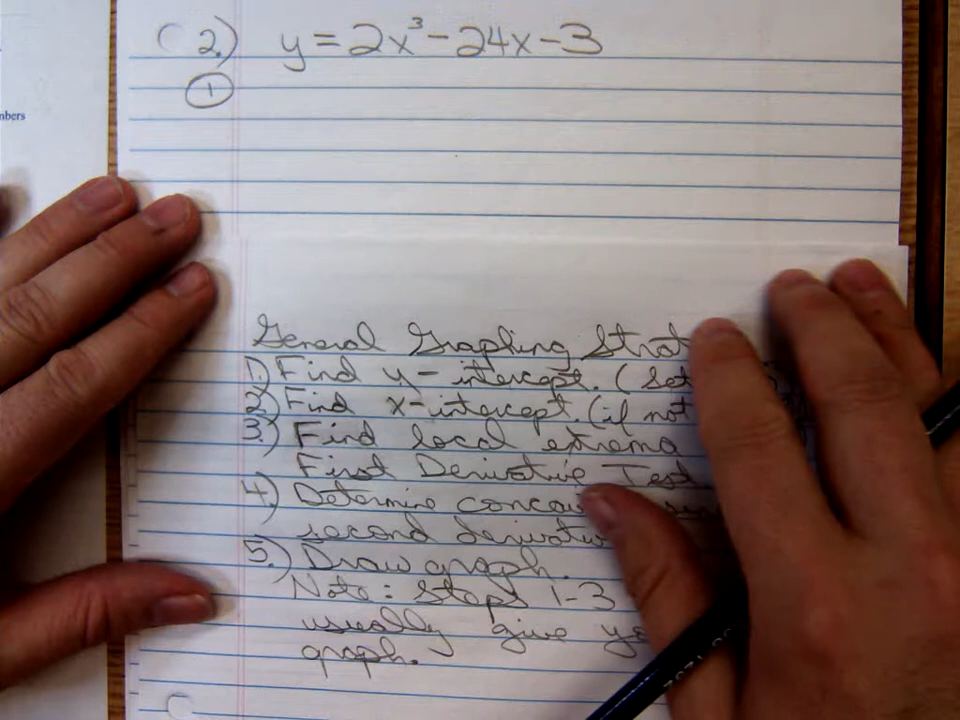 mbers
2.) y = 2x³ - 24x - 3
①
General Graphing Strat
1) Find y-intercept. (Set
2) Find x-intercept. (if not
3.) Find local extrema
First Derivative Test
4.) Determine concav
second derivativ
5.) Draw graph.
Note: Steps 1-3
usually give yo
graph.